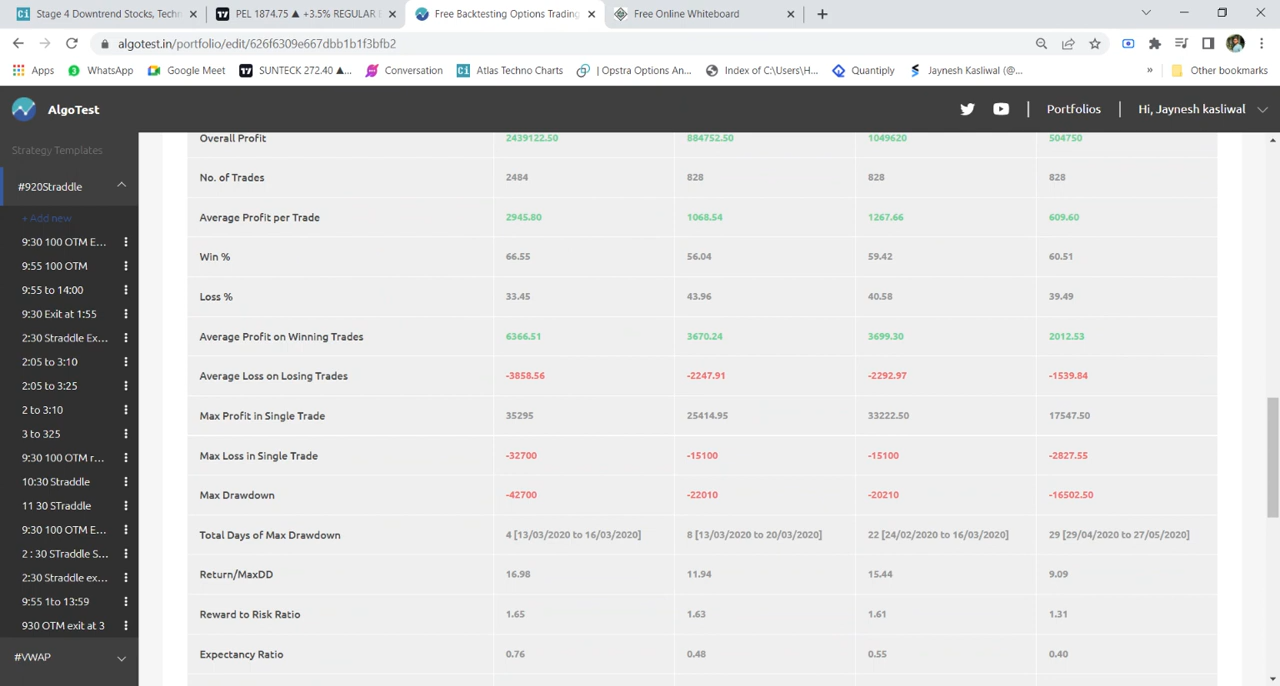 Stage 4 Downtrend Stocks, Techn
PEL 1874.75 ▲ +3.5% REGULAR
Free Backtesting Options Trading
Free Online Whiteboard
algotest.in/portfolio/edit/626f6309e667dbb1b1f3bfb2
Apps
WhatsApp
Google Meet
SUNTECK 272.40 ▲...
Conversation
Atlas Techno Charts
| Opstra Options An...
Index of C:\Users\H...
Quantiply
Jaynesh Kasliwal (@...
»
Other bookmarks
AlgoTest
Portfolios
Hi, Jaynesh kasliwal
Strategy Templates
#920Straddle
+ Add new
9:30 100 OTM E...
9:55 100 OTM
9:55 to 14:00
9:30 Exit at 1:55
2:30 Straddle Ex...
2:05 to 3:10
2:05 to 3:25
2 to 3:10
3 to 325
9:30 100 OTM r...
10:30 Straddle
11 30 STraddle
9:30 100 OTM E...
2 : 30 STraddle S...
2:30 Straddle ex...
9:55 1to 13:59
930 OTM exit at 3
#VWAP
Overall Profit 2439122.50 884752.50 1049620 504750
No. of Trades 2484 828 828 828
Average Profit per Trade 2945.80 1068.54 1267.66 609.60
Win % 66.55 56.04 59.42 60.51
Loss % 33.45 43.96 40.58 39.49
Average Profit on Winning Trades 6366.51 3670.24 3699.30 2012.53
Average Loss on Losing Trades -3858.56 -2247.91 -2292.97 -1539.84
Max Profit in Single Trade 35295 25414.95 33222.50 17547.50
Max Loss in Single Trade -32700 -15100 -15100 -2827.55
Max Drawdown -42700 -22010 -20210 -16502.50
Total Days of Max Drawdown 4 [13/03/2020 to 16/03/2020] 8 [13/03/2020 to 20/03/2020] 22 [24/02/2020 to 16/03/2020] 29 [29/04/2020 to 27/05/2020]
Return/MaxDD 16.98 11.94 15.44 9.09
Reward to Risk Ratio 1.65 1.63 1.61 1.31
Expectancy Ratio 0.76 0.48 0.55 0.40